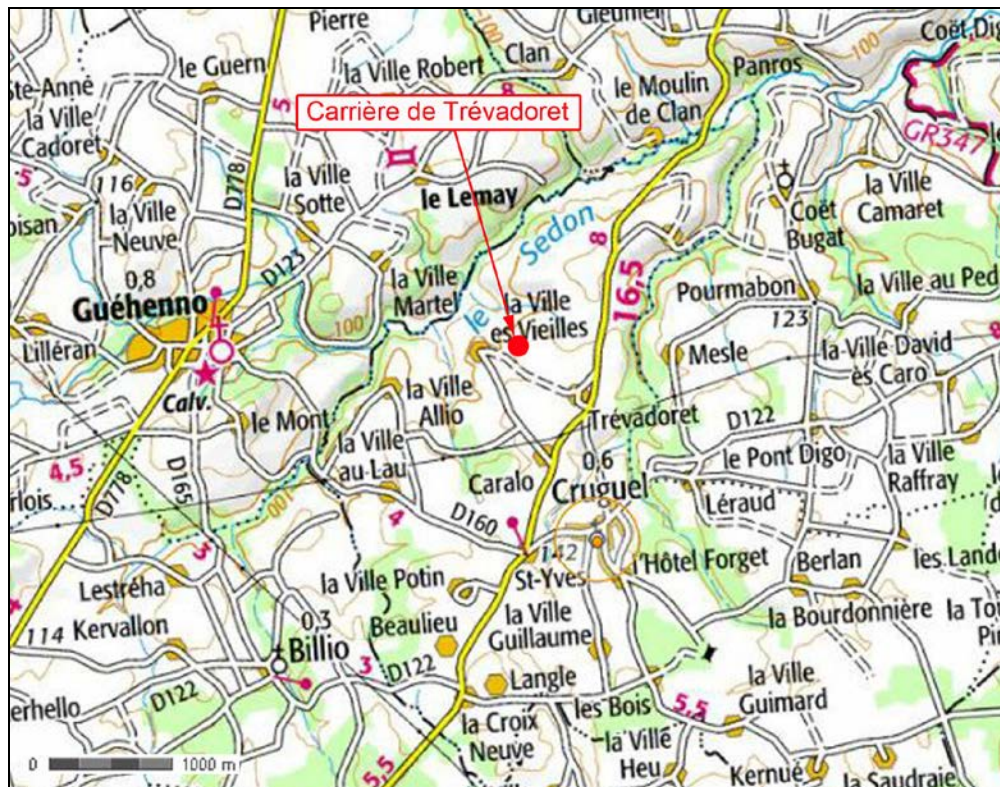 Pierre
Gléunier
Coët Dig
100
le Guern
la Ville Robert
Clan
Panros
Ste-Anne
la Ville
Cadoret
5
8
le Moulin
de Clan
Carrière de Trévadoret
GR347
5
116
D778
la Ville
Sotte
le Lemay
la Ville
Neuve
la Ville
Camaret
Coët
Bugat
D123
le Sedon
8
16,5
0,8
Guéhenno
la Ville
Martel
la Ville
es Vieilles
Pourmabon
la Ville au Ped
100
123
Lilléran
Mesle
la Ville David
ès Caro
Calv.
la Ville
Allio
le Mont
Trévadoret
D122
la Ville
au Lau
4,5
D165
0,6
le Pont Digo
la Ville
Raffray
rlois
D778
100
Caralo
Cruguel
Léraud
4
D160
3
142
St-Yves
l'Hôtel Forget
Berlan
les Lande
Lestréha
la Ville Potin
la Bourdonnière
0,3
Beaulieu
la Ville
Guillaume
114
Kervallon
Billio
3
D122
Langle
la Ville
Guimard
erhello
D122
les Bois
5,5
la Croix
Neuve
la Ville
Heu
0
1000 m
5,5
Kernué
la Saudraie